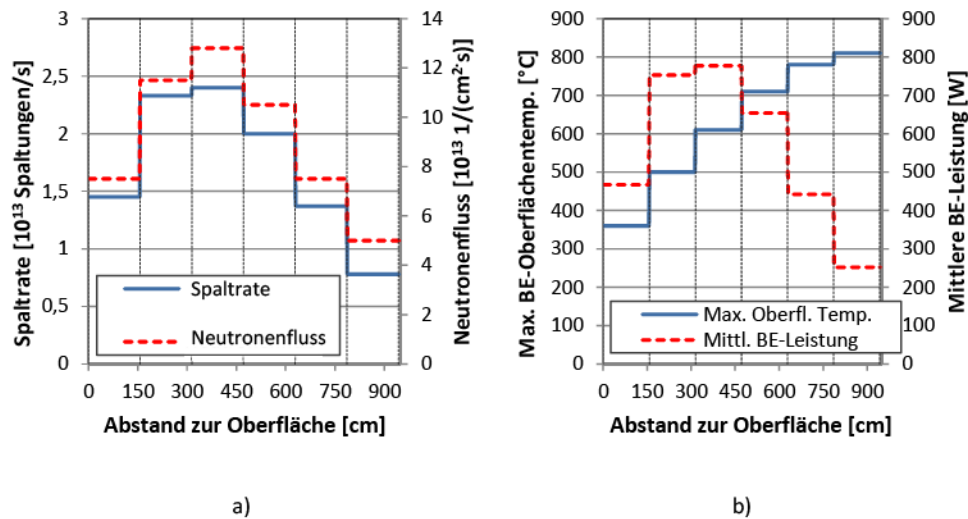 3
2,5
2
1,5
1
0,5
0
Spaltrate [10¹³ Spaltungen/s]
14
12
10
8
6
4
2
0
Neutronenfluss [10¹³ 1/(cm²·s)]
Spaltrate
Neutronenfluss
0 150 300 450 600 750 900
Abstand zur Oberfläche [cm]
a)
900
800
700
600
500
400
300
200
100
0
Max. BE-Oberflächentemp. [°C]
900
800
700
600
500
400
300
200
100
0
Mittlere BE-Leistung [W]
Max. Oberfl. Temp.
Mittl. BE-Leistung
0 150 300 450 600 750 900
Abstand zur Oberfläche [cm]
b)